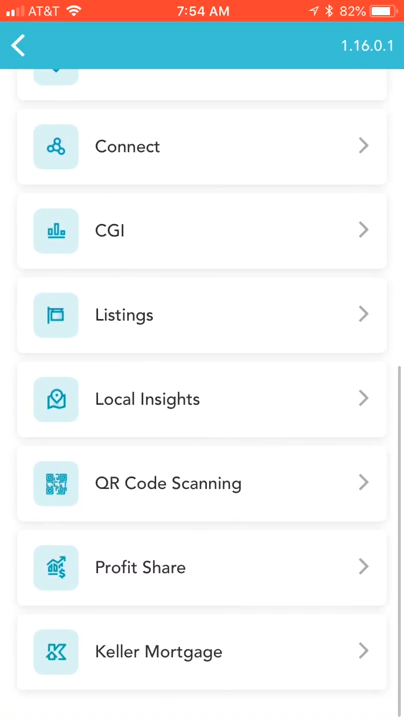 AT&T 7:54 AM 82%
1.16.0.1
Connect
CGI
Listings
Local Insights
QR Code Scanning
Profit Share
Keller Mortgage